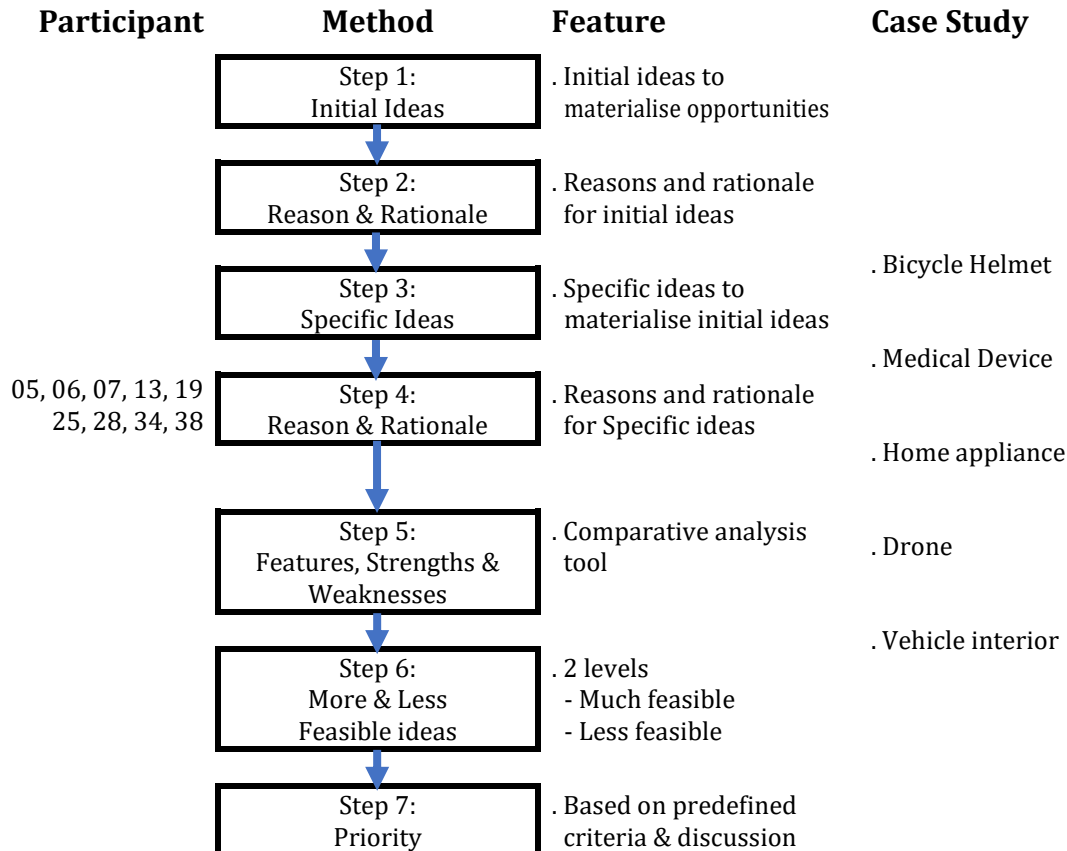 Participant
Method
Feature
Case Study
Step 1:
Initial Ideas
. Initial ideas to
materialise opportunities
Step 2:
Reason & Rationale
. Reasons and rationale
for initial ideas
. Bicycle Helmet
Step 3:
Specific Ideas
. Specific ideas to
materialise initial ideas
. Medical Device
05, 06, 07, 13, 19
25, 28, 34, 38
Step 4:
Reason & Rationale
. Reasons and rationale
for Specific ideas
. Home appliance
Step 5:
Features, Strengths &
Weaknesses
. Comparative analysis
tool
. Drone
. Vehicle interior
Step 6:
More & Less
Feasible ideas
. 2 levels
- Much feasible
- Less feasible
Step 7:
Priority
. Based on predefined
criteria & discussion